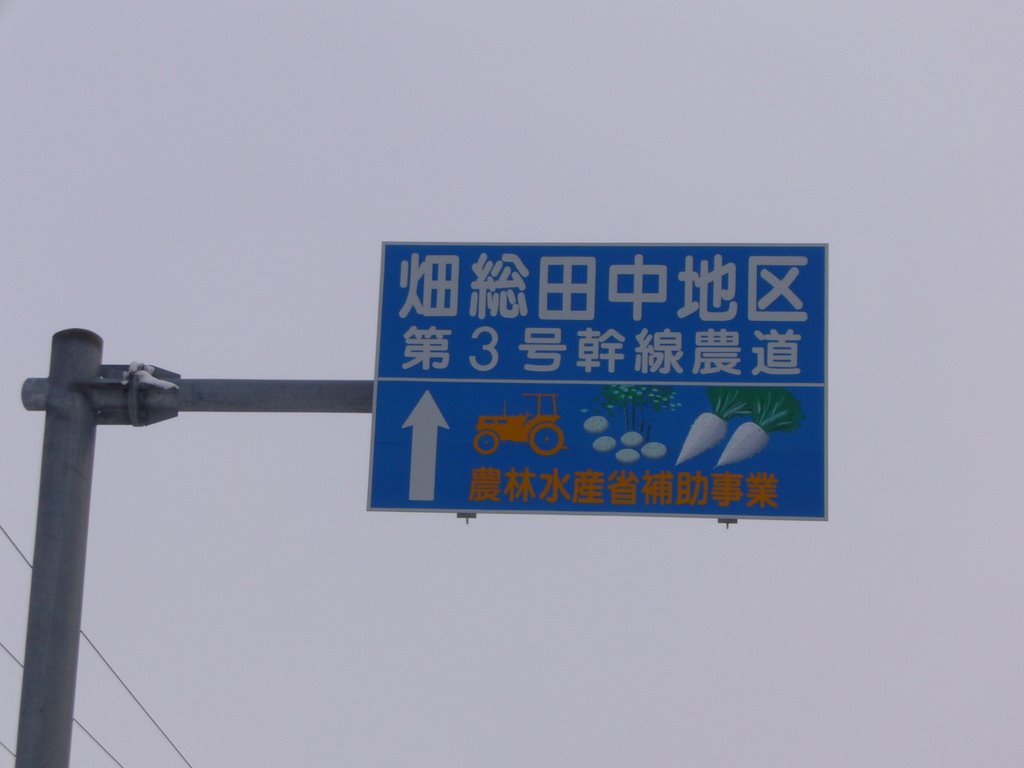 畑総田中地区
第3号幹線農道
農林水産省補助事業